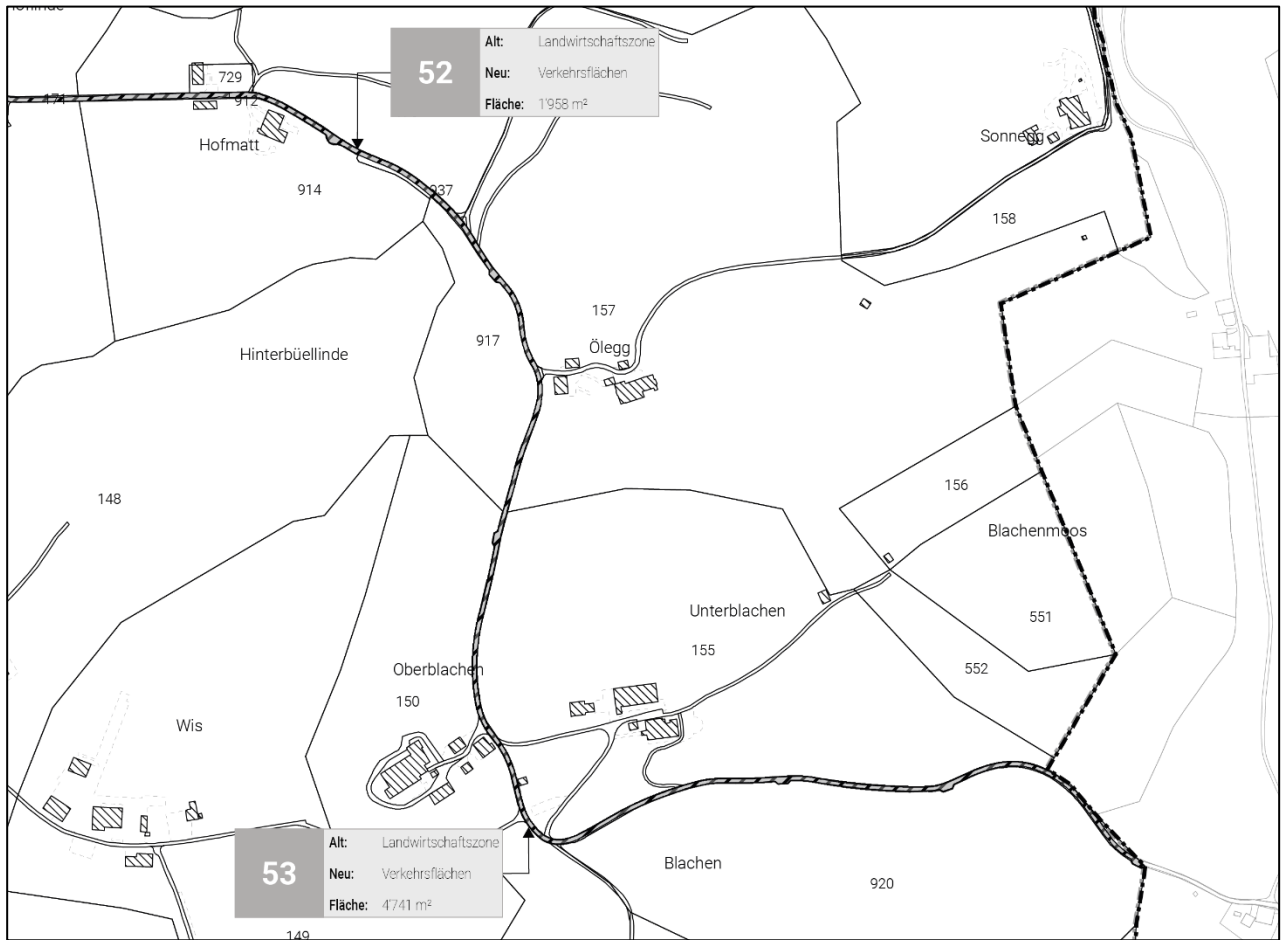 52
Alt: Landwirtschaftszone
Neu: Verkehrsflächen
Fläche: 1'958 m²
729
171
912
Hofmatt
Sonnegg
914
937
158
157
917
Ölegg
Hinterbüellinde
148
156
Blachenmoos
Unterblachen
551
155
552
Oberblachen
150
Wis
53
Alt: Landwirtschaftszone
Neu: Verkehrsflächen
Fläche: 4'741 m²
Blachen
920
149